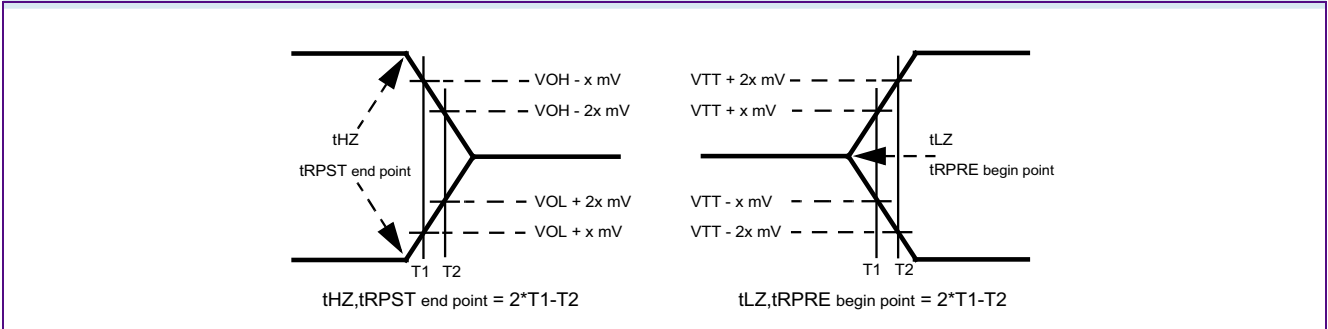 VOH - x mV
VOH - 2x mV
tHZ
tRPST end point
VOL + 2x mV
VOL + x mV
T1 T2
tHZ,tRPST end point = 2*T1-T2
VTT + 2x mV
VTT + x mV
tLZ
tRPRE begin point
VTT - x mV
VTT - 2x mV
T1 T2
tLZ,tRPRE begin point = 2*T1-T2